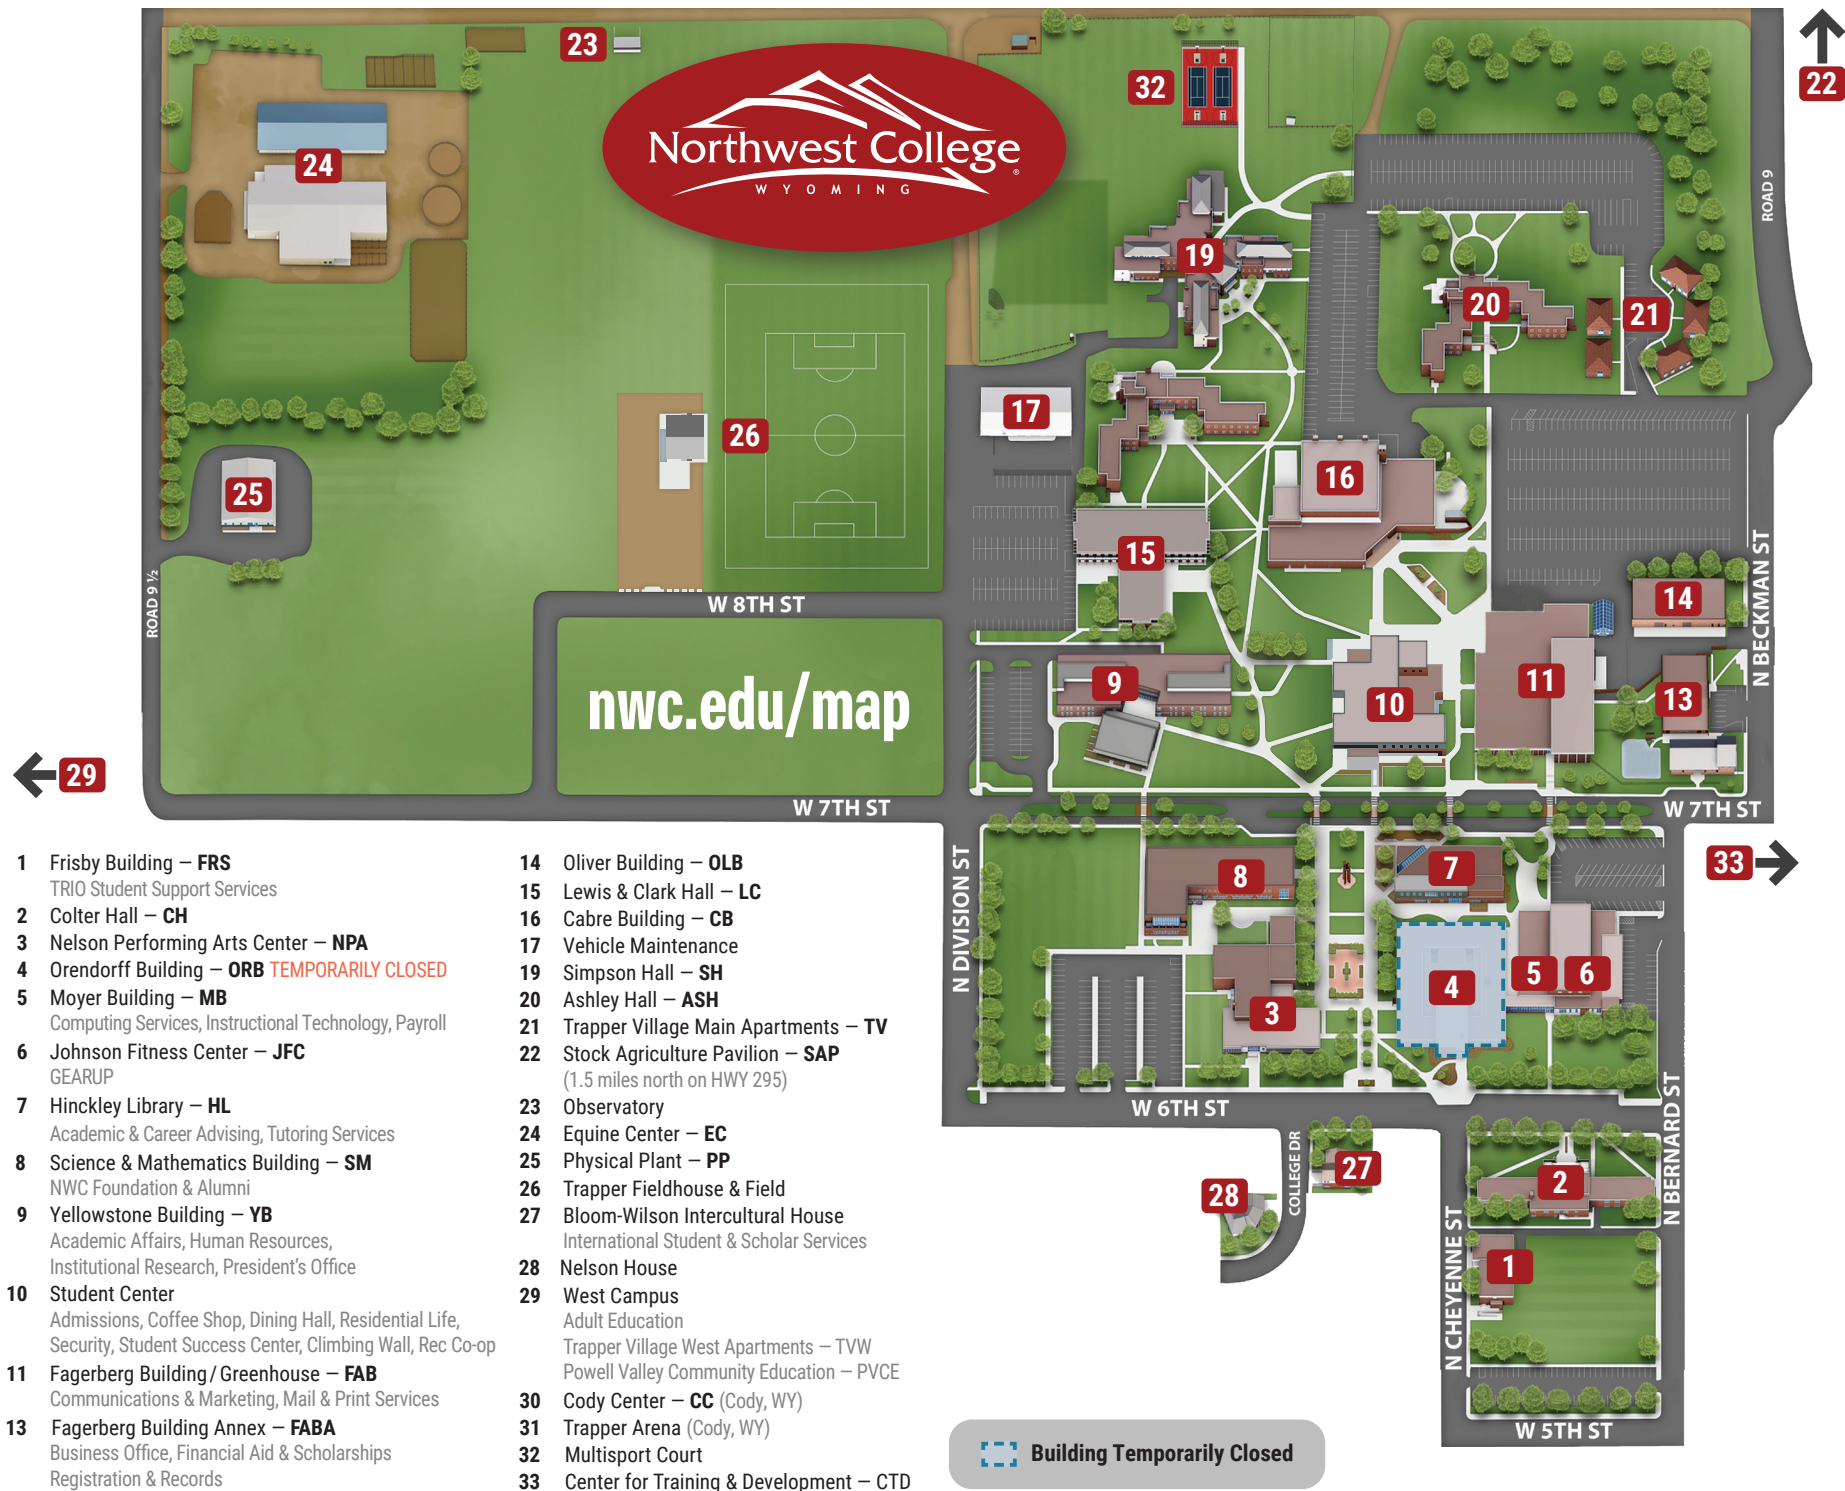 23
Northwest College
WYOMING
32
22
24
ROAD 9
19
20
21
17
26
16
25
15
14
ROAD 9 ½
W 8TH ST
N BECKMAN ST
nwc.edu/map
9
10
11
13
29
W 7TH ST
W 7TH ST
33
N DIVISION ST
8
7
5
6
4
3
W 6TH ST
COLLEGE DR
27
28
2
N BERNARD ST
N CHEYENNE ST
1
W 5TH ST
1 Frisby Building – FRS
TRIO Student Support Services
2 Colter Hall – CH
3 Nelson Performing Arts Center – NPA
4 Orendorff Building – ORB TEMPORARILY CLOSED
5 Moyer Building – MB
Computing Services, Instructional Technology, Payroll
6 Johnson Fitness Center – JFC
GEARUP
7 Hinckley Library – HL
Academic & Career Advising, Tutoring Services
8 Science & Mathematics Building – SM
NWC Foundation & Alumni
9 Yellowstone Building – YB
Academic Affairs, Human Resources,
Institutional Research, President’s Office
10 Student Center
Admissions, Coffee Shop, Dining Hall, Residential Life,
Security, Student Success Center, Climbing Wall, Rec Co-op
11 Fagerberg Building / Greenhouse – FAB
Communications & Marketing, Mail & Print Services
13 Fagerberg Building Annex – FABA
Business Office, Financial Aid & Scholarships
Registration & Records
14 Oliver Building – OLB
15 Lewis & Clark Hall – LC
16 Cabre Building – CB
17 Vehicle Maintenance
19 Simpson Hall – SH
20 Ashley Hall – ASH
21 Trapper Village Main Apartments – TV
22 Stock Agriculture Pavilion – SAP
(1.5 miles north on HWY 295)
23 Observatory
24 Equine Center – EC
25 Physical Plant – PP
26 Trapper Fieldhouse & Field
27 Bloom-Wilson Intercultural House
International Student & Scholar Services
28 Nelson House
29 West Campus
Adult Education
Trapper Village West Apartments – TVW
Powell Valley Community Education – PVCE
30 Cody Center – CC (Cody, WY)
31 Trapper Arena (Cody, WY)
32 Multisport Court
33 Center for Training & Development – CTD
Building Temporarily Closed